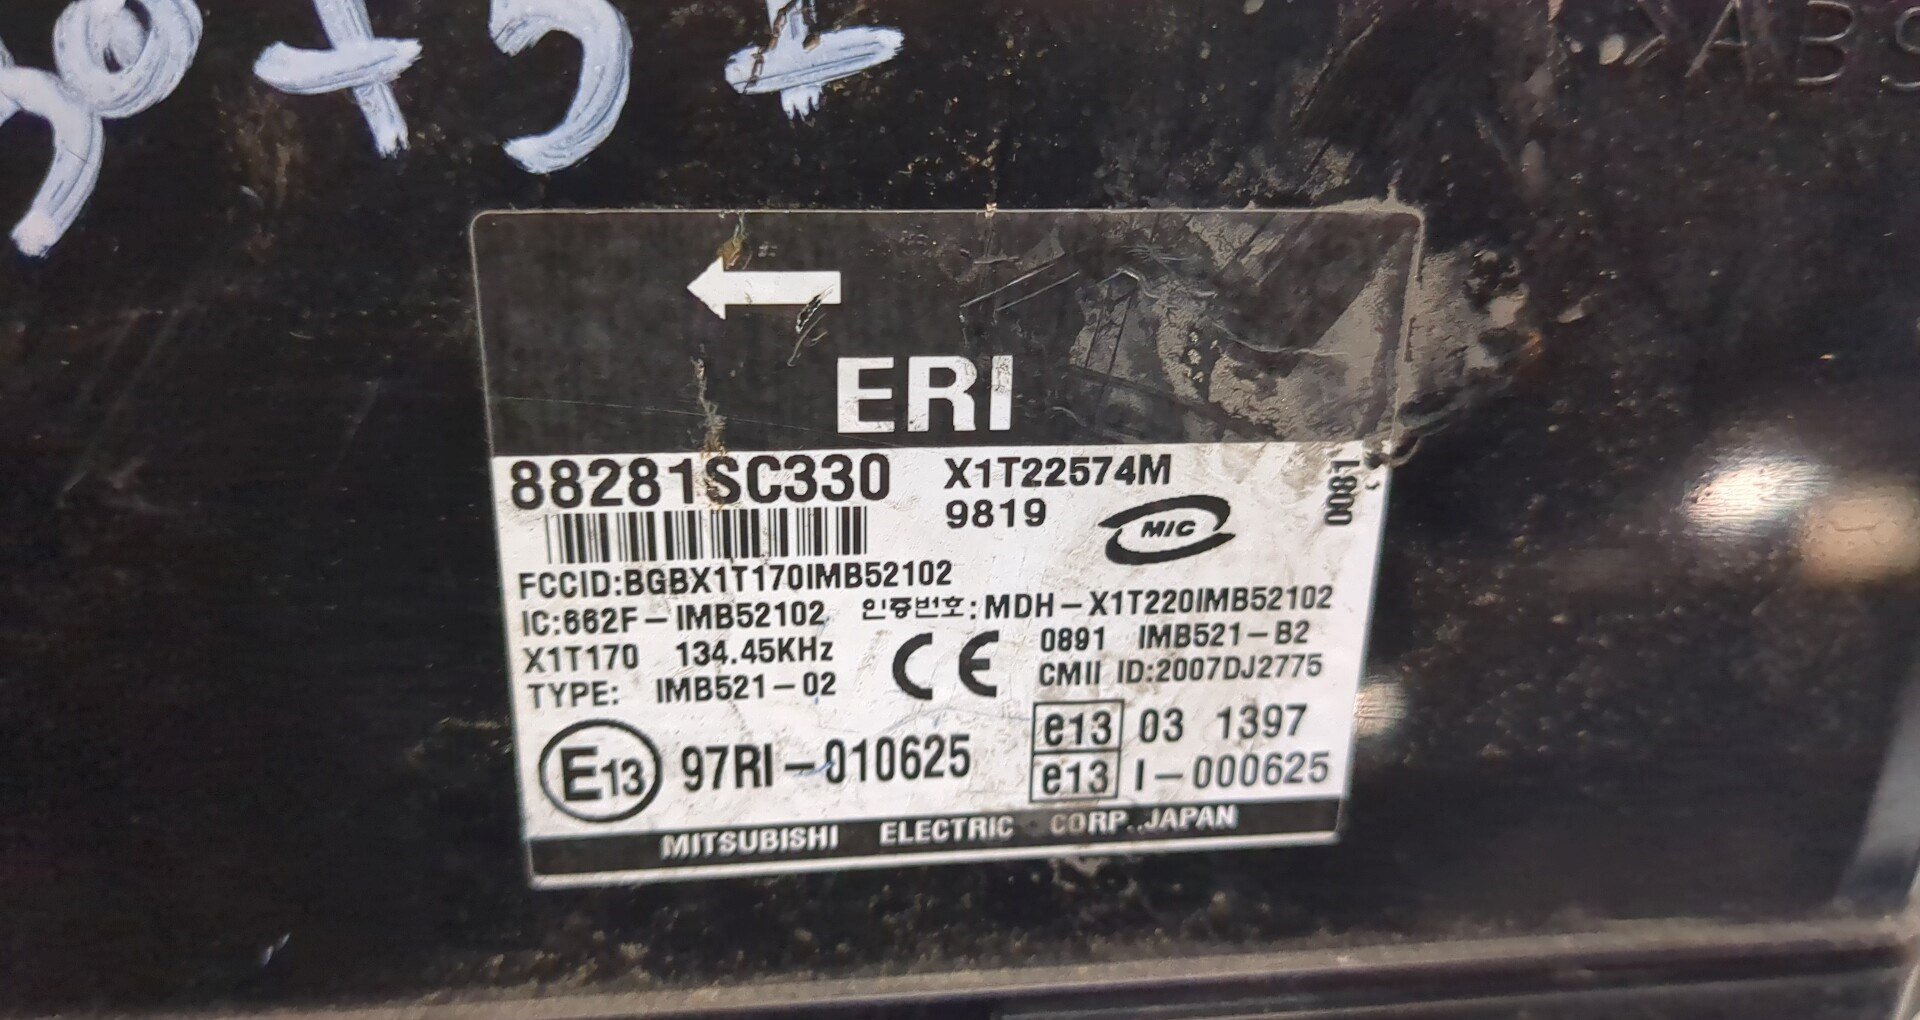 >ABS
ERI
88281SC330
X1T22574M
9819
MIC
0081
FCCID:BGBX1T170IMB52102
IC:662F-IMB52102
인증번호:MDH-X1T220IMB52102
X1T170 134.45KHz
TYPE: IMB521-02
CE
0891 IMB521-B2
CMII ID:2007DJ2775
E13 97RI-010625
e13 03 1397
e13 I-000625
MITSUBISHI ELECTRIC CORP. JAPAN